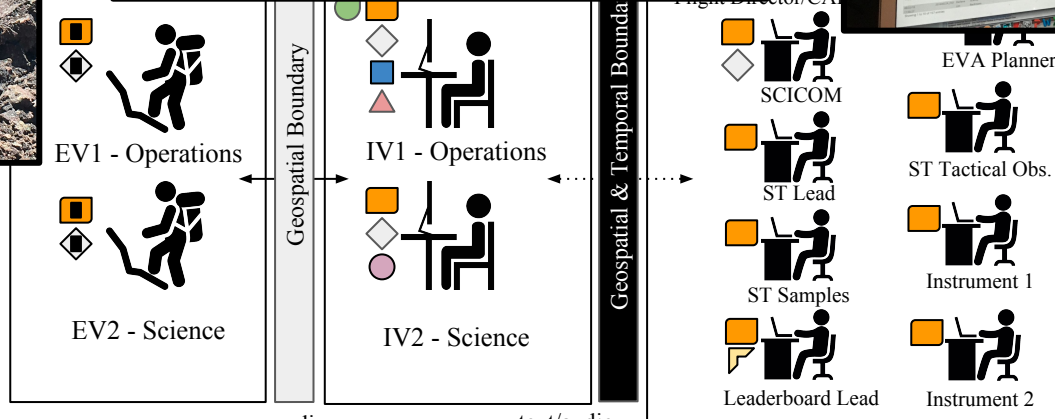 EVA Planner
SCICOM
EV1 - Operations
IV1 - Operations
Geospatial Boundary
Geospatial & Temporal
ST Lead
ST Tactical Obs.
ST Samples
Instrument 1
EV2 - Science
IV2 - Science
Leaderboard Lead
Instrument 2